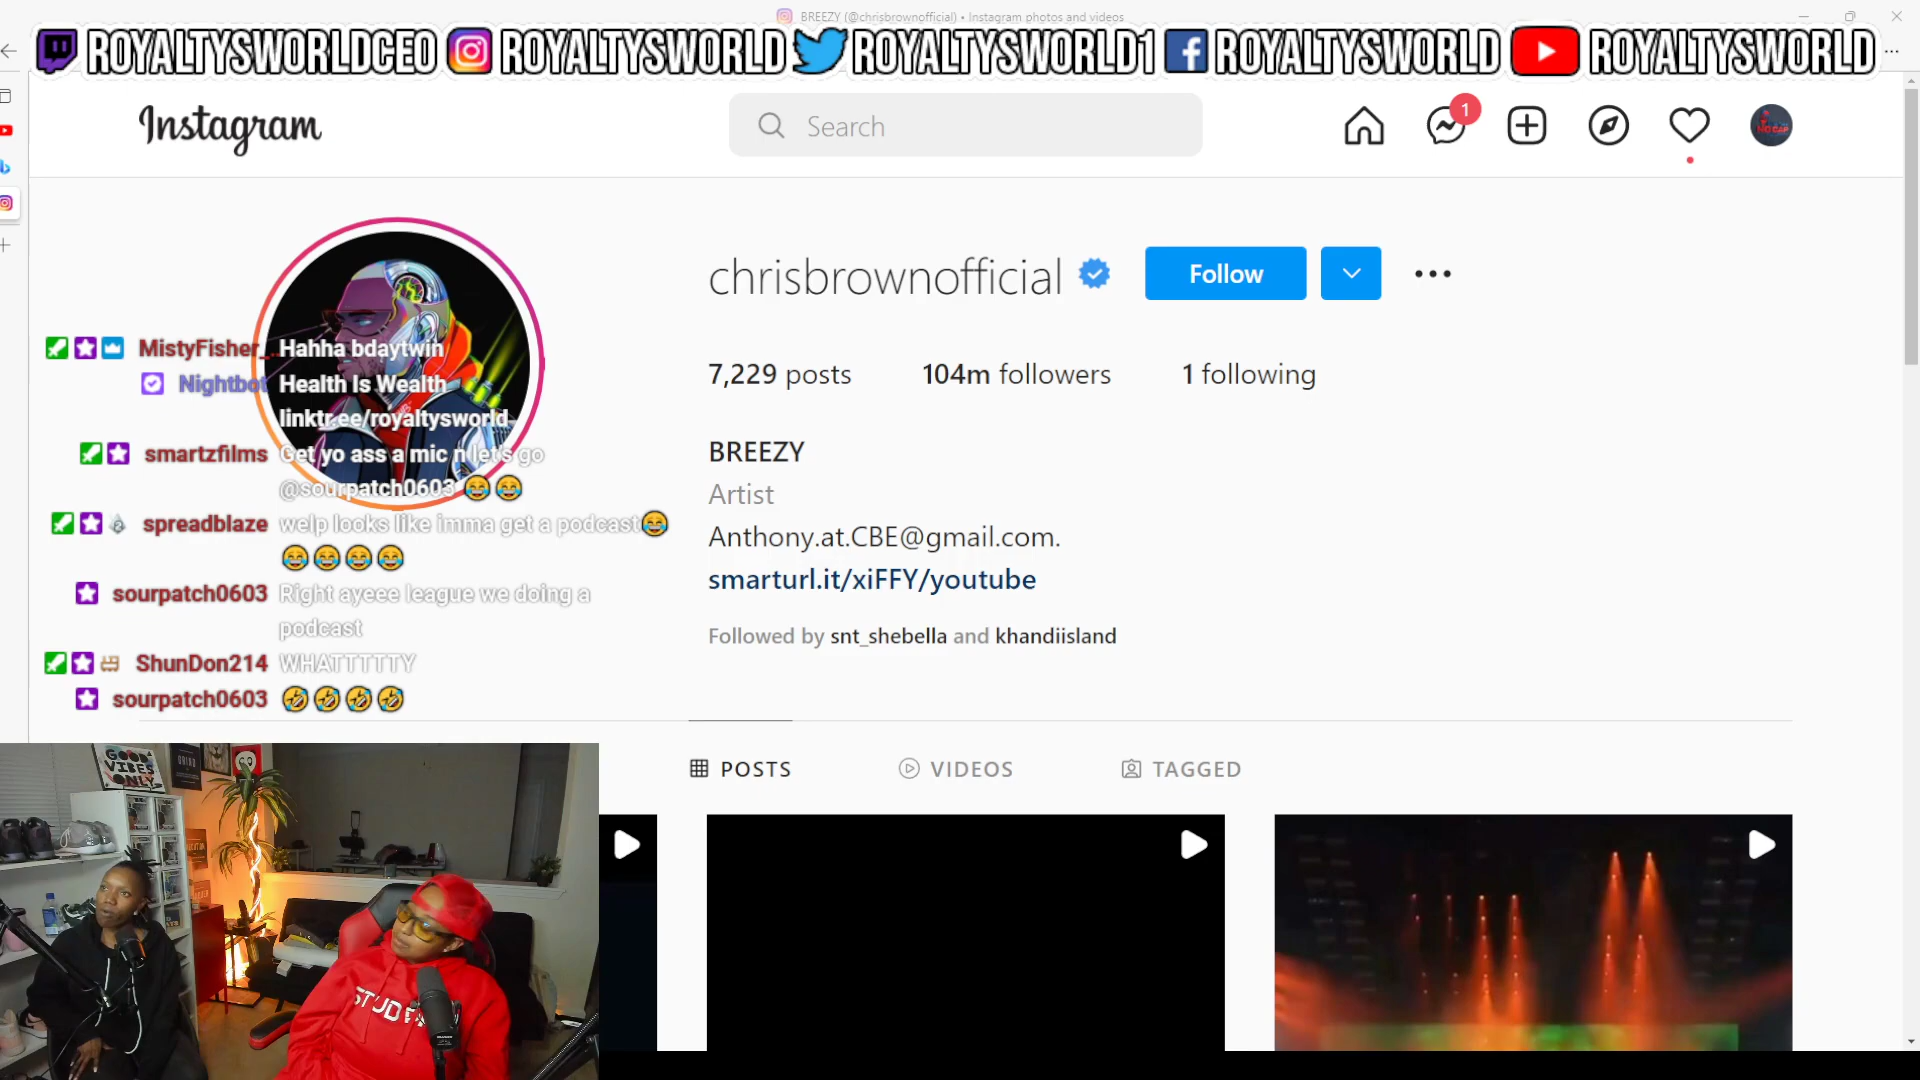 BREEZY (@chrisbrownofficial) • Instagram photos and videos
ROYALTYSWORLDCEO ROYALTYSWORLD ROYALTYSWORLD1 ROYALTYSWORLD ROYALTYSWORLD
Instagram
Search
1
chrisbrownofficial
Follow
7,229 posts 104m followers 1 following
BREEZY
Artist
Anthony.at.CBE@gmail.com.
smarturl.it/xiFFY/youtube
Followed by snt_shebella and khandiisland
MistyFisher_... Hahha bdaytwin
Nightbot Health Is Wealth
linktr.ee/royaltysworld
smartzfilms Get yo ass a mic n let's go
@sourpatch0603 😂 😂
spreadblaze welp looks like imma get a podcast😂
😂 😂 😂 😂
sourpatch0603 Right ayeee league we doing a
podcast
ShunDon214 WHATTTTTY
sourpatch0603 🤣 🤣 🤣 🤣
POSTS VIDEOS TAGGED
GOOD
VIBES
ONLY